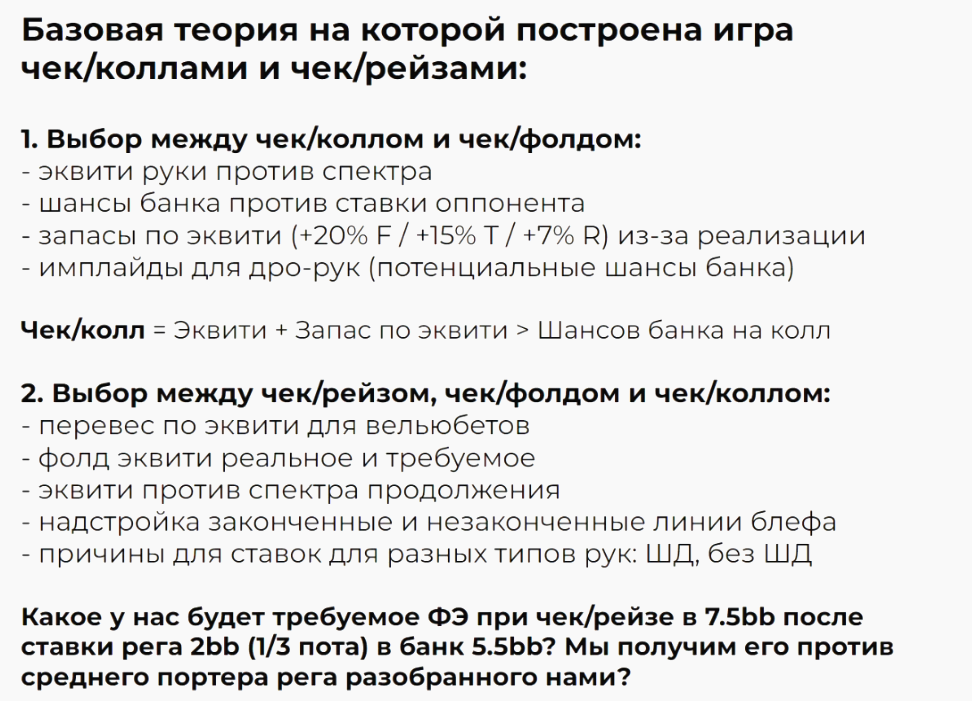 Базовая теория на которой построена игра
чек/коллами и чек/рейзами:
1. Выбор между чек/коллом и чек/фолдом:
- эквити руки против спектра
- шансы банка против ставки оппонента
- запасы по эквити (+20% F / +15% T / +7% R) из-за реализации
- имплайды для дро-рук (потенциальные шансы банка)
Чек/колл = Эквити + Запас по эквити > Шансов банка на колл
2. Выбор между чек/рейзом, чек/фолдом и чек/коллом:
- перевес по эквити для вельюбетов
- фолд эквити реальное и требуемое
- эквити против спектра продолжения
- надстройка законченные и незаконченные линии блефа
- причины для ставок для разных типов рук: ШД, без ШД
Какое у нас будет требуемое ФЭ при чек/рейзе в 7.5bb после
ставки рега 2bb (1/3 пота) в банк 5.5bb? Мы получим его против
среднего портера рега разобранного нами?